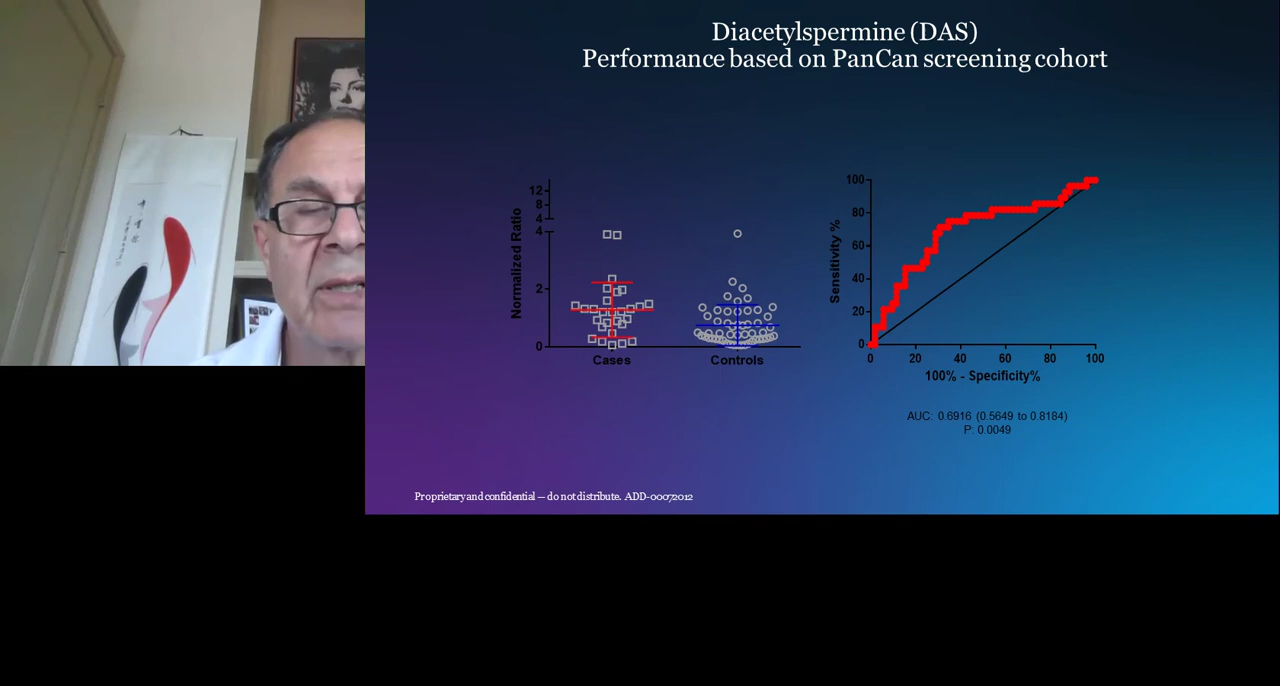 Diacetylspermine (DAS)
Performance based on PanCan screening cohort
Normalized Ratio
12
8
4
4
2
0
Cases
Controls
Sensitivity %
100
80
60
40
20
0
0
20
40
60
80
100
100% - Specificity%
AUC: 0.6916 (0.5649 to 0.8184)
P: 0.0049
Proprietary and confidential — do not distribute. ADD-00072012